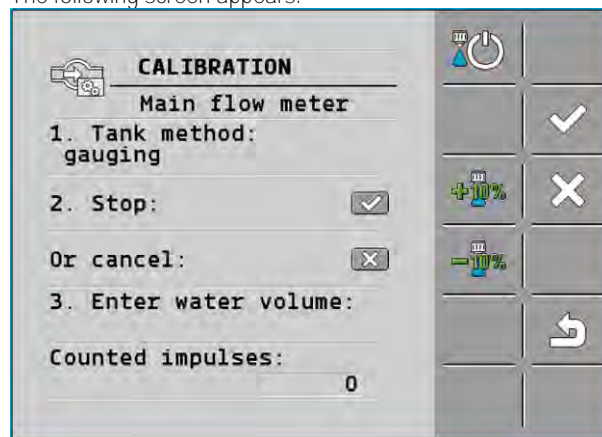 The following screen appears:
CALIBRATION
Main flow meter
1. Tank method:
gauging
2. Stop:
Or cancel:
3. Enter water volume:
Counted impulses:
0
+10%
-10%